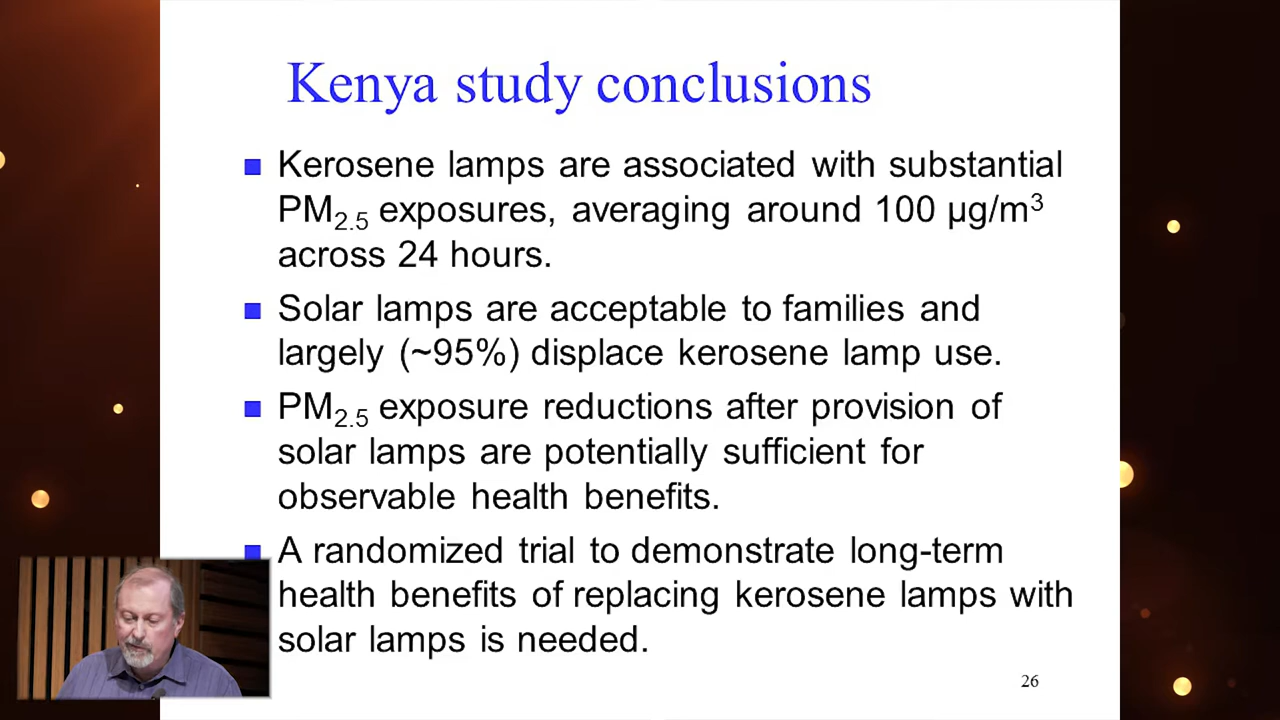 Kenya study conclusions
Kerosene lamps are associated with substantial
PM2.5 exposures, averaging around 100 µg/m³
across 24 hours.
Solar lamps are acceptable to families and
largely (~95%) displace kerosene lamp use.
PM2.5 exposure reductions after provision of
solar lamps are potentially sufficient for
observable health benefits.
A randomized trial to demonstrate long-term
health benefits of replacing kerosene lamps with
solar lamps is needed.
26